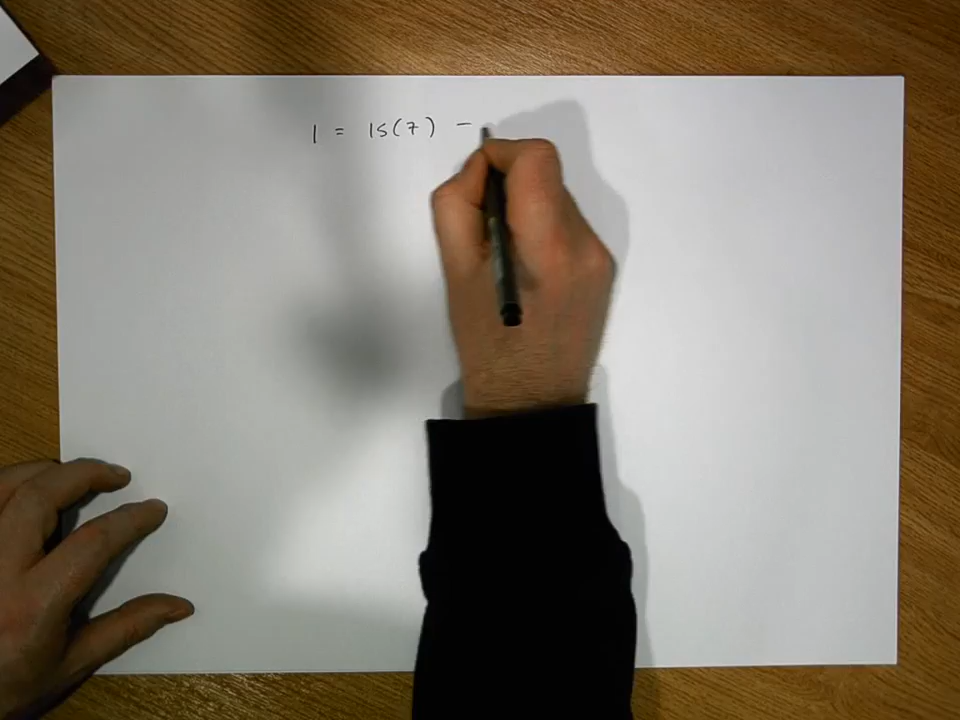 1 = 15(7) -